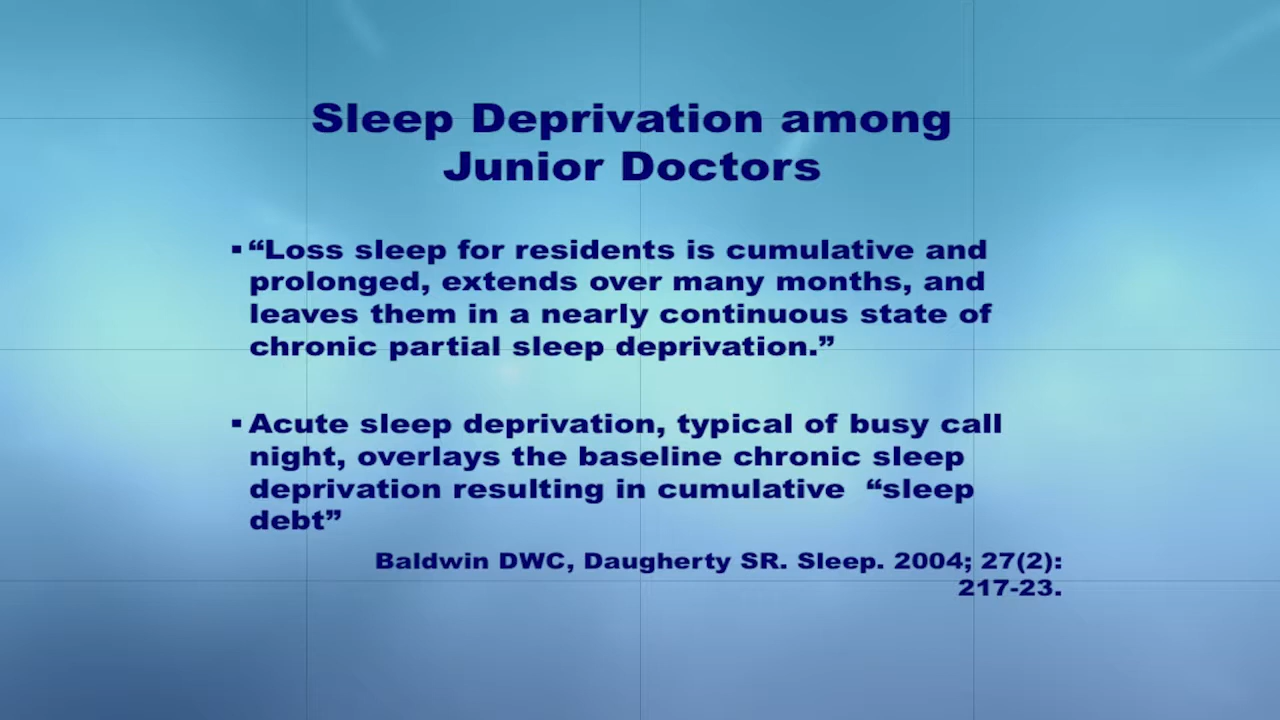 Sleep Deprivation among
Junior Doctors
▪ “Loss sleep for residents is cumulative and
prolonged, extends over many months, and
leaves them in a nearly continuous state of
chronic partial sleep deprivation.”
▪ Acute sleep deprivation, typical of busy call
night, overlays the baseline chronic sleep
deprivation resulting in cumulative “sleep
debt”
Baldwin DWC, Daugherty SR. Sleep. 2004; 27(2):
217-23.